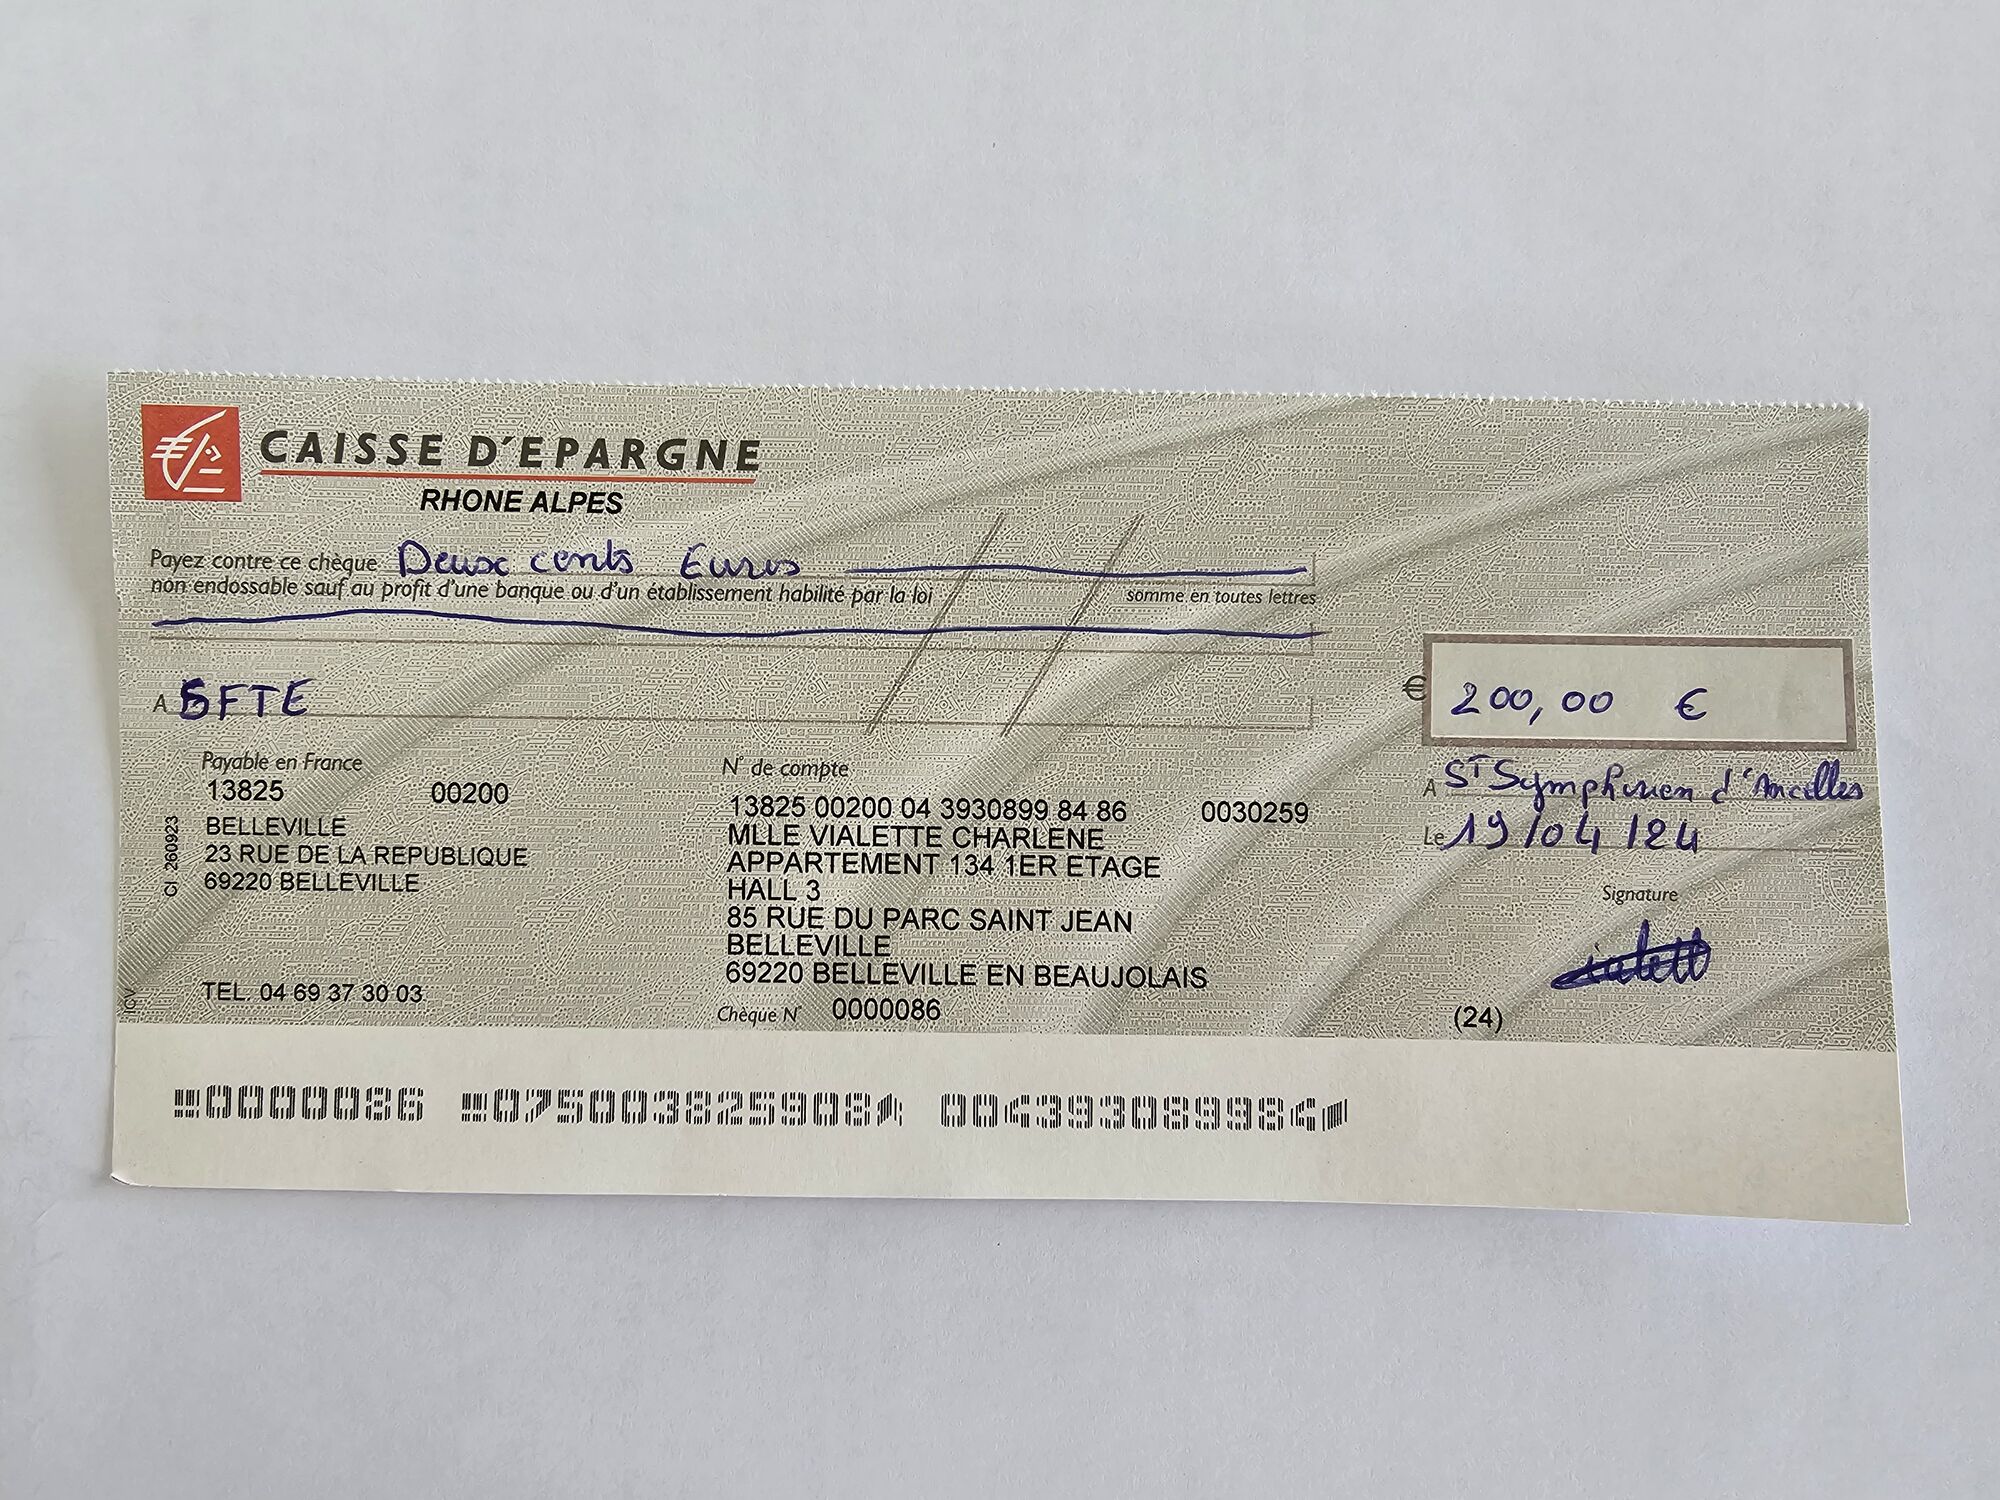 CAISSE D'EPARGNE
RHONE ALPES
Payez contre ce chèque Deux cents Euros
non endossable sauf au profit d'une banque ou d'un établissement habilité par la loi
somme en toutes lettres
A BFTE
€ 200,00 €
Payable en France
13825 00200
BELLEVILLE
23 RUE DE LA REPUBLIQUE
69220 BELLEVILLE
TEL. 04 69 37 30 03
CI 260923
N° de compte
13825 00200 04 3930899 84 86 0030259
MLLE VIALETTE CHARLENE
APPARTEMENT 134 1ER ETAGE
HALL 3
85 RUE DU PARC SAINT JEAN
BELLEVILLE
69220 BELLEVILLE EN BEAUJOLAIS
Chèque N° 0000086
A St Symphorien d'Ancelles
Le 19/04/24
Signature
(24)
0000086 075003825908 004393089984